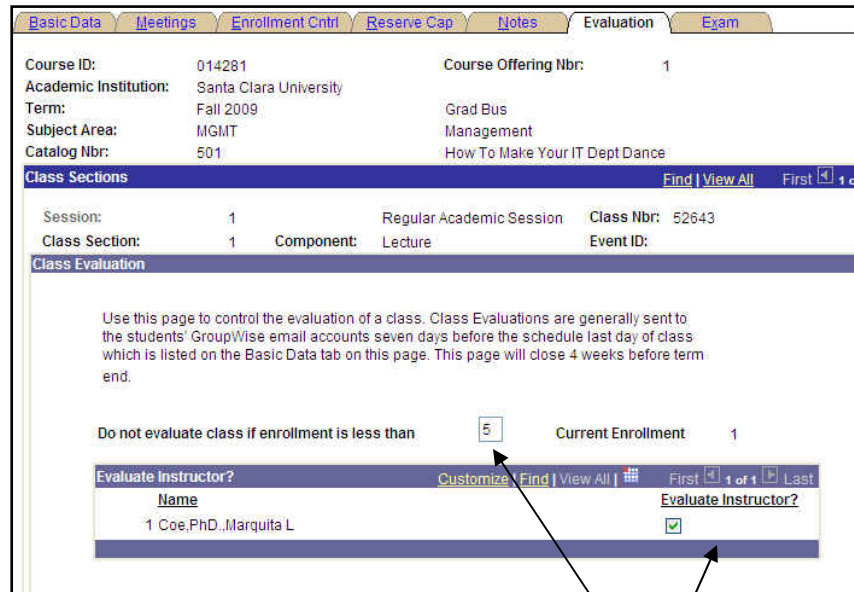 Basic Data Meetings Enrollment Cntrl Reserve Cap Notes Evaluation Exam
Course ID: 014281 Course Offering Nbr: 1
Academic Institution: Santa Clara University
Term: Fall 2009 Grad Bus
Subject Area: MGMT Management
Catalog Nbr: 501 How To Make Your IT Dept Dance
Class Sections Find | View All First 1 o
Session: 1 Regular Academic Session Class Nbr: 52643
Class Section: 1 Component: Lecture Event ID:
Class Evaluation
Use this page to control the evaluation of a class. Class Evaluations are generally sent to
the students' GroupWise email accounts seven days before the schedule last day of class
which is listed on the Basic Data tab on this page. This page will close 4 weeks before term
end.
Do not evaluate class if enrollment is less than 5 Current Enrollment 1
Evaluate Instructor? Customize | Find | View All | First 1 of 1 Last
Name Evaluate Instructor?
1 Coe,PhD.,Marquita L